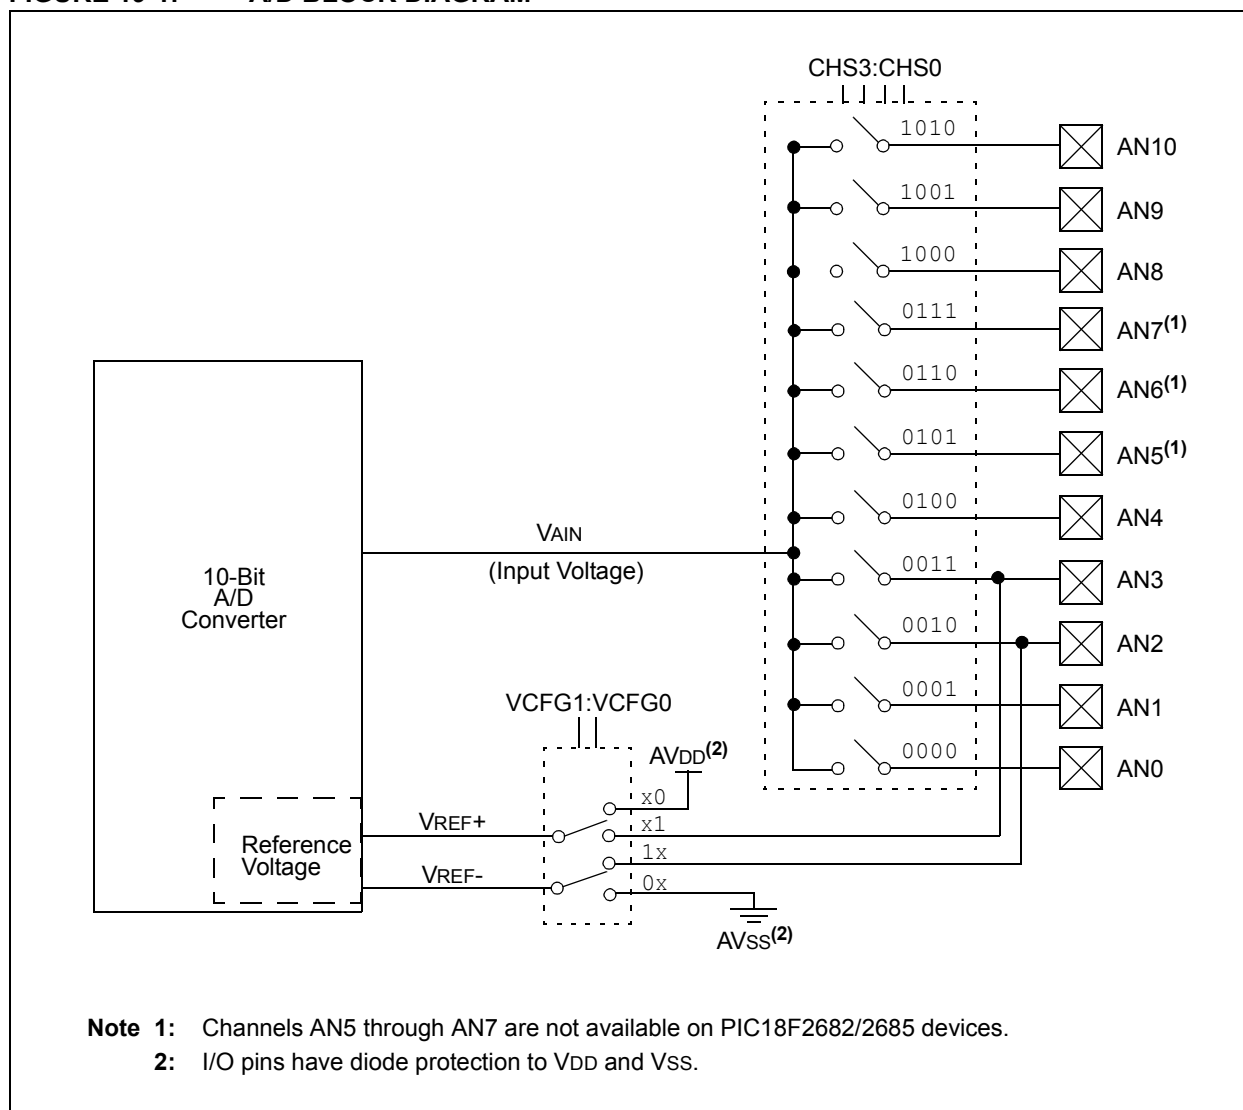 CHS3:CHS0
1010 AN10
1001 AN9
1000 AN8
0111 AN7(1)
0110 AN6(1)
0101 AN5(1)
0100 AN4
VAIN
(Input Voltage)
0011 AN3
10-Bit
A/D
Converter
0010 AN2
0001 AN1
VCFG1:VCFG0
0000 AN0
AVDD(2)
x0
VREF+ x1
Reference
Voltage
1x
VREF- 0x
AVSS(2)
Note 1: Channels AN5 through AN7 are not available on PIC18F2682/2685 devices.
2: I/O pins have diode protection to VDD and VSS.